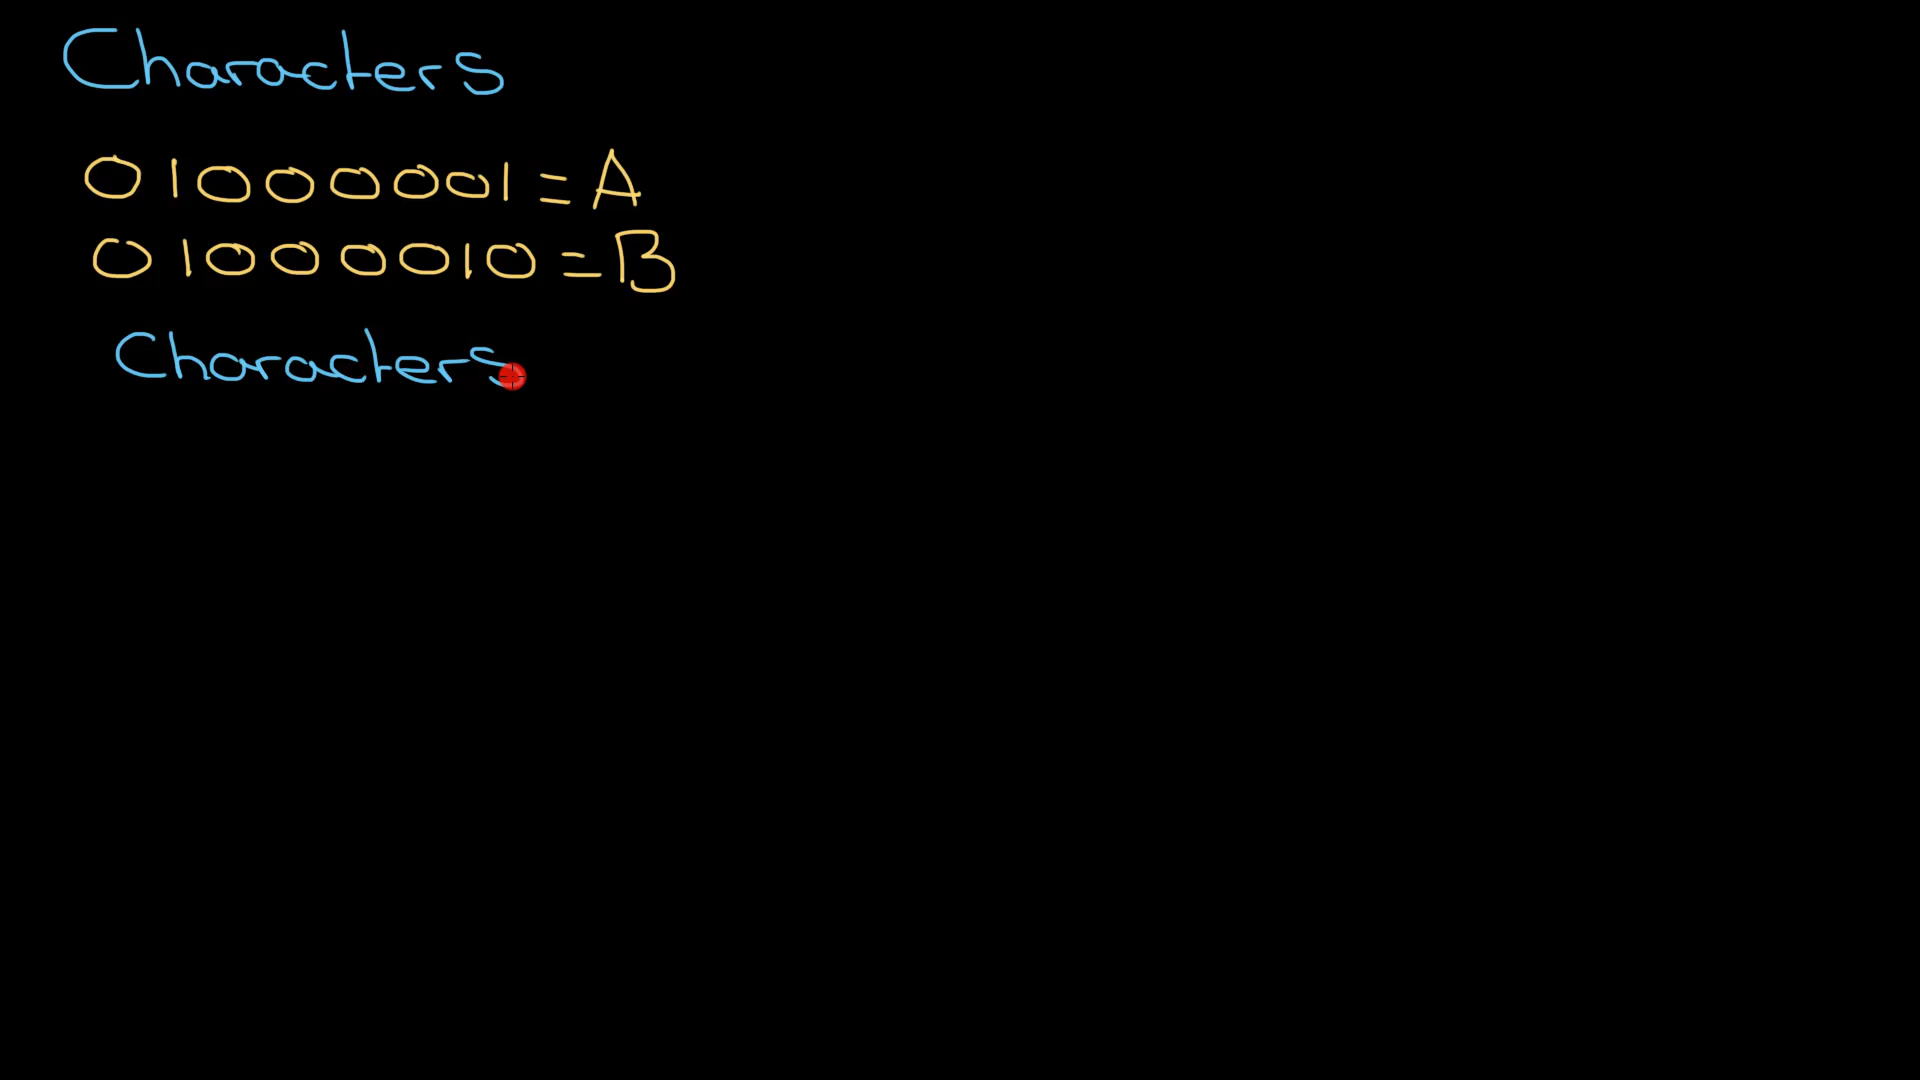 Characters
01000001 = A
01000010 = B
Characters